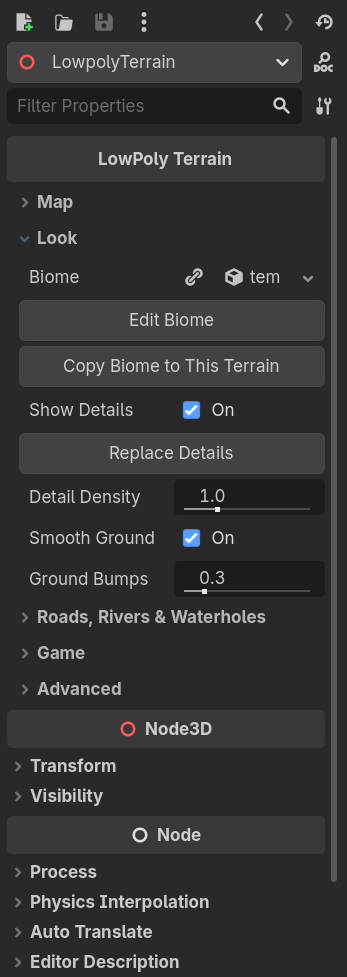 LowpolyTerrain
DOC
Filter Properties
LowPoly Terrain
Map
Look
Biome tem
Edit Biome
Copy Biome to This Terrain
Show Details On
Replace Details
Detail Density 1.0
Smooth Ground On
Ground Bumps 0.3
Roads, Rivers & Waterholes
Game
Advanced
Node3D
Transform
Visibility
Node
Process
Physics Interpolation
Auto Translate
Editor Description